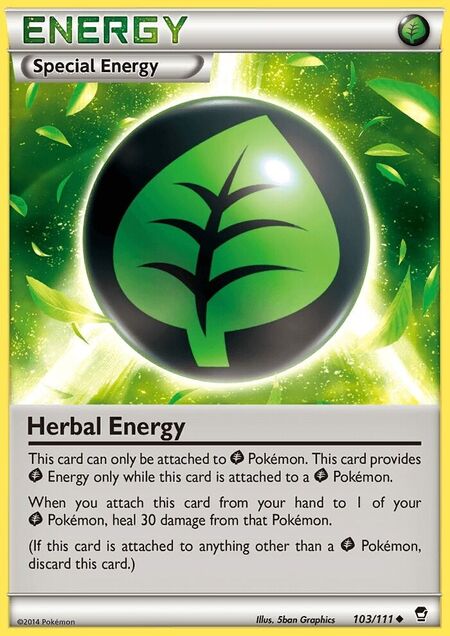 ENERGY
Special Energy
Herbal Energy
This card can only be attached to Pokémon. This card provides
Energy only while this card is attached to a Pokémon.
When you attach this card from your hand to 1 of your
Pokémon, heal 30 damage from that Pokémon.
(If this card is attached to anything other than a Pokémon,
discard this card.)
©2014 Pokémon
Illus. 5ban Graphics
103/111 ◆